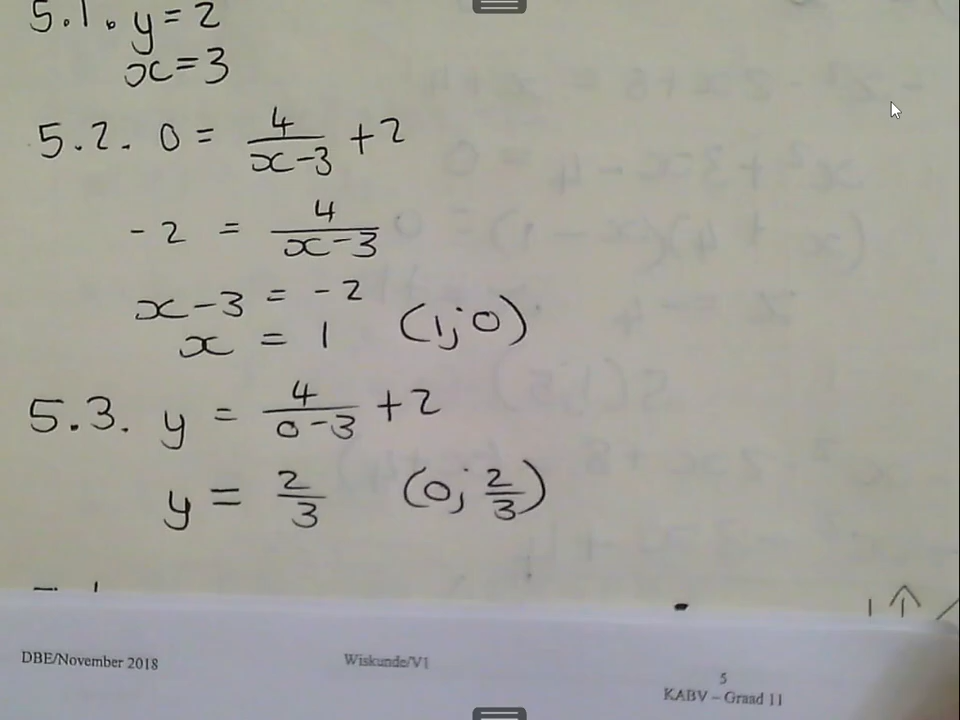 5.1. y = 2
x = 3
5.2. 0 = 4/(x-3) + 2
-2 = 4/(x-3)
x-3 = -2
x = 1 (1;0)
5.3. y = 4/(0-3) + 2
y = 2/3 (0; 2/3)
DBE/November 2018 Wiskunde/V1 5
KABV – Graad 11